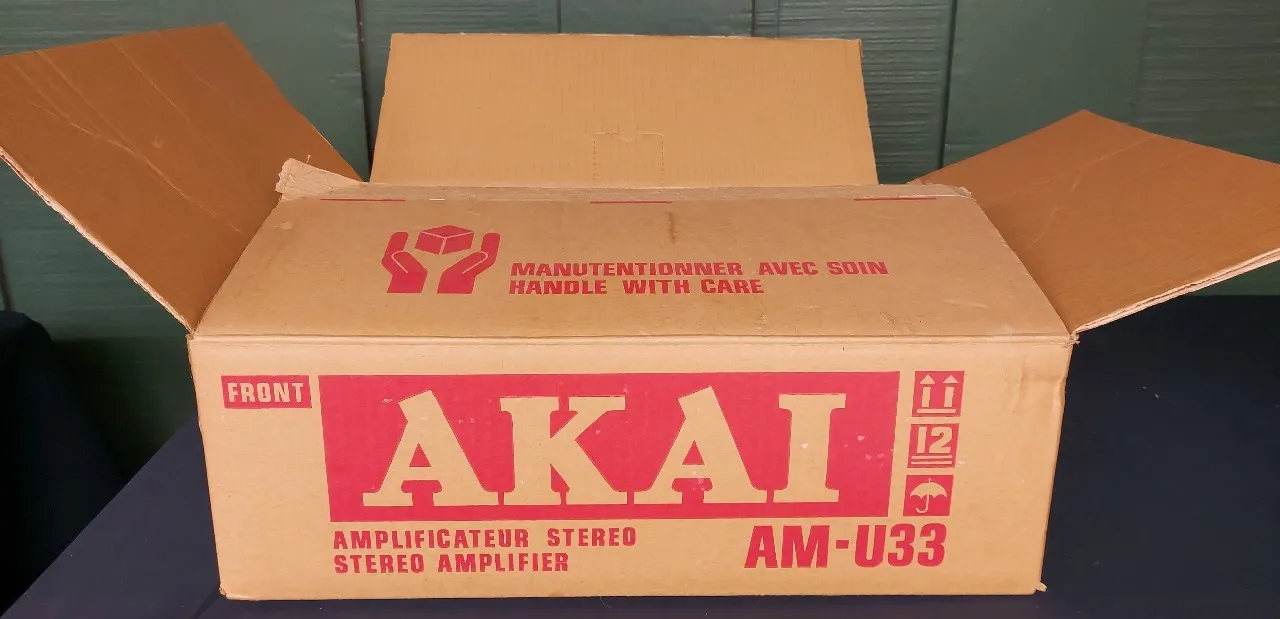 MANUTENTIONNER AVEC SOIN
HANDLE WITH CARE
FRONT
AKAI
12
AMPLIFICATEUR STEREO
STEREO AMPLIFIER
AM-U33